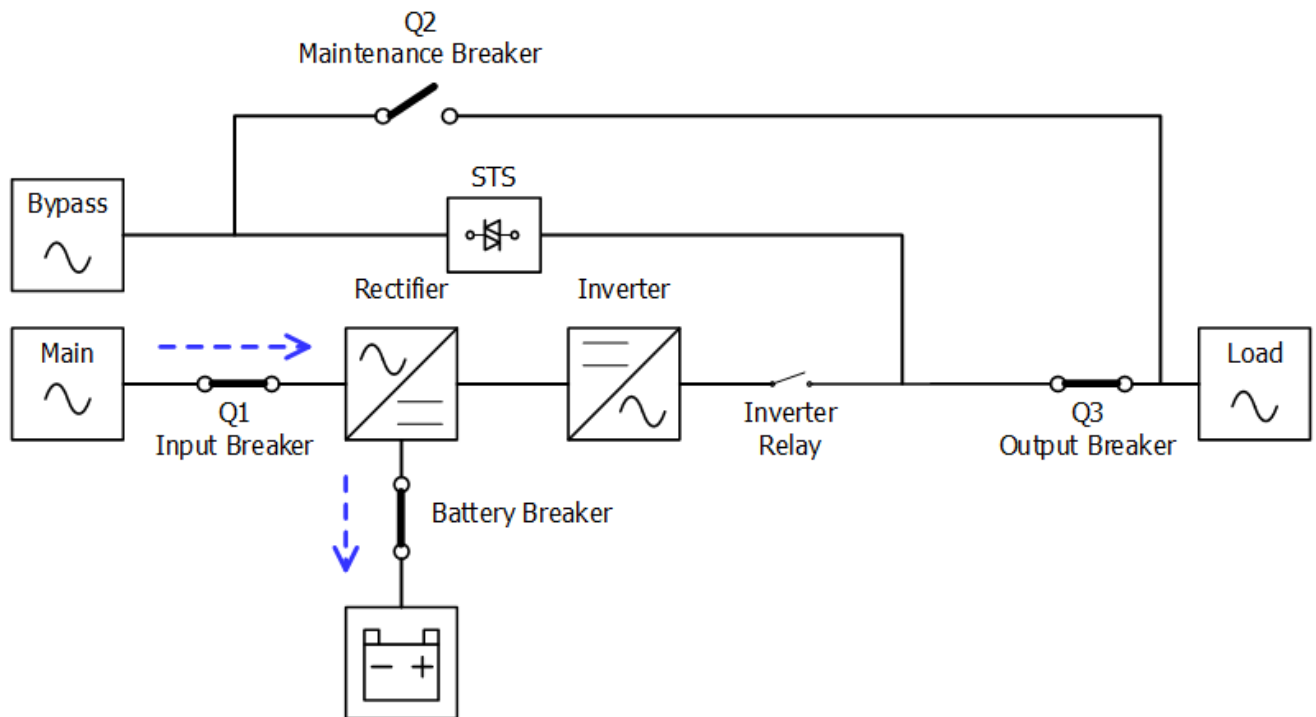 Q2
Maintenance Breaker
STS
Bypass
Rectifier
Inverter
Main
Load
Q1
Input Breaker
Inverter
Relay
Q3
Output Breaker
Battery Breaker